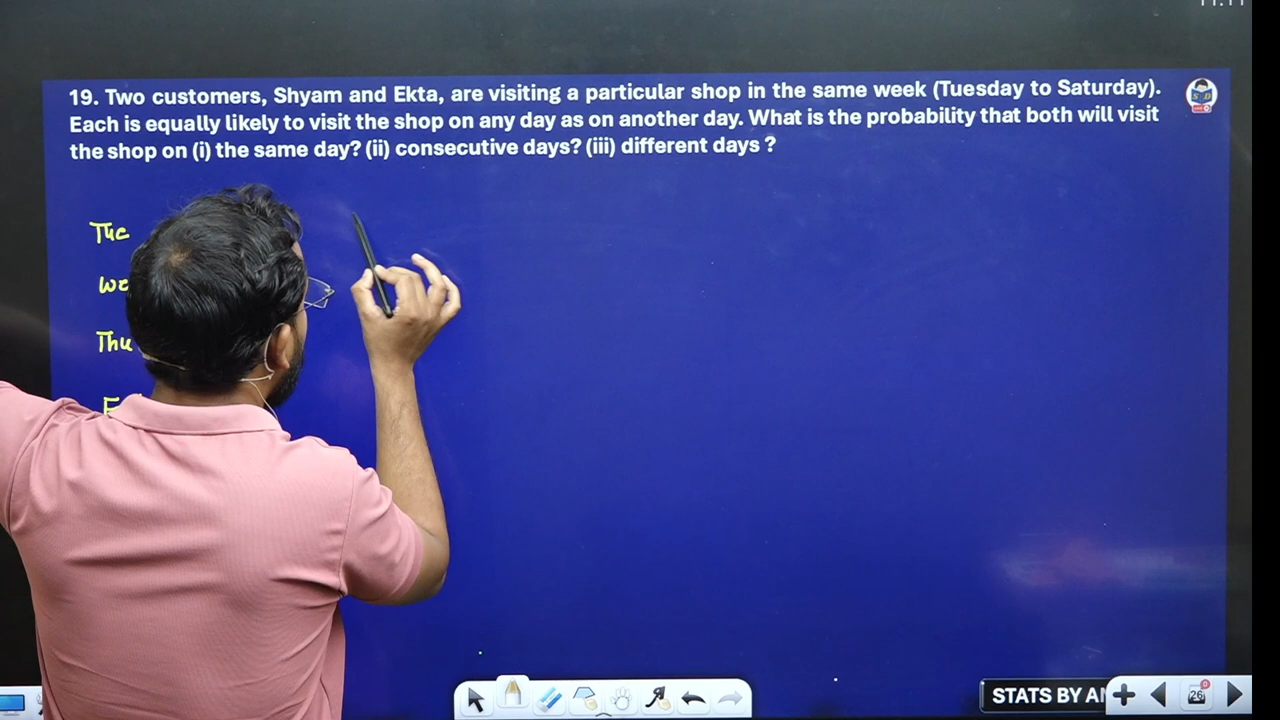 19. Two customers, Shyam and Ekta, are visiting a particular shop in the same week (Tuesday to Saturday).
Each is equally likely to visit the shop on any day as on another day. What is the probability that both will visit
the shop on (i) the same day? (ii) consecutive days? (iii) different days ?
The
We
Thu
STATS BY
26